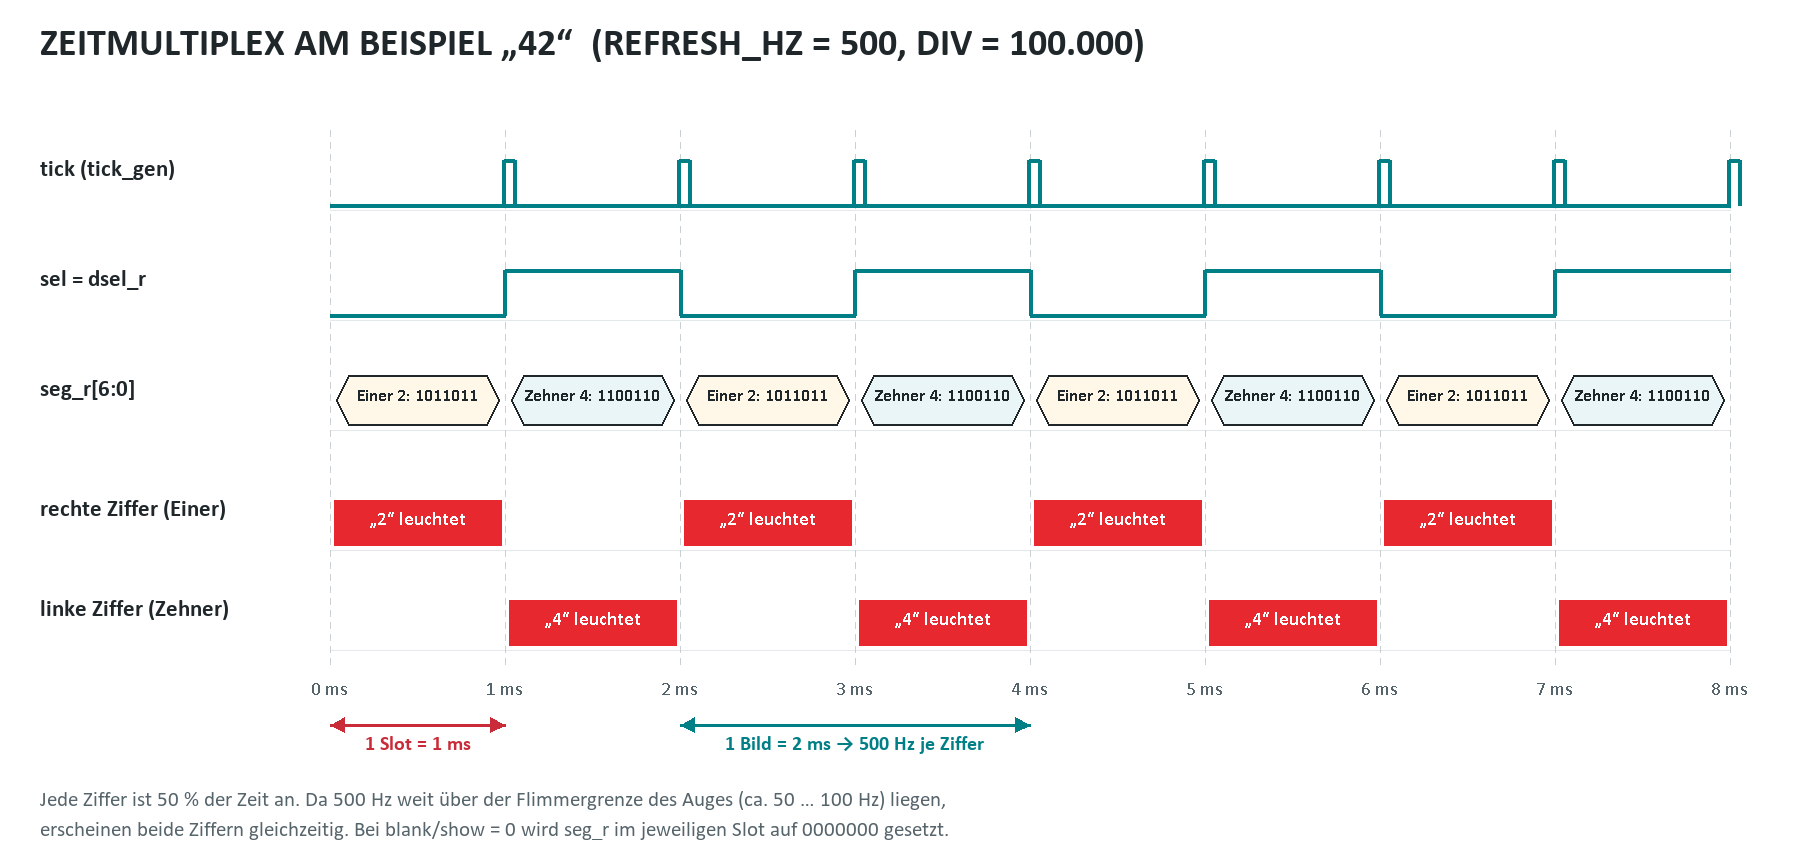 ZEITMULTIPLEX AM BEISPIEL „42“ (REFRESH_HZ = 500, DIV = 100.000)
tick (tick_gen)
sel = dsel_r
seg_r[6:0]
Einer 2: 1011011
Zehner 4: 1100110
Einer 2: 1011011
Zehner 4: 1100110
Einer 2: 1011011
Zehner 4: 1100110
Einer 2: 1011011
Zehner 4: 1100110
rechte Ziffer (Einer)
„2“ leuchtet
„2“ leuchtet
„2“ leuchtet
„2“ leuchtet
linke Ziffer (Zehner)
„4“ leuchtet
„4“ leuchtet
„4“ leuchtet
„4“ leuchtet
0 ms
1 ms
2 ms
3 ms
4 ms
5 ms
6 ms
7 ms
8 ms
1 Slot = 1 ms
1 Bild = 2 ms → 500 Hz je Ziffer
Jede Ziffer ist 50 % der Zeit an. Da 500 Hz weit über der Flimmergrenze des Auges (ca. 50 ... 100 Hz) liegen,
erscheinen beide Ziffern gleichzeitig. Bei blank/show = 0 wird seg_r im jeweiligen Slot auf 0000000 gesetzt.